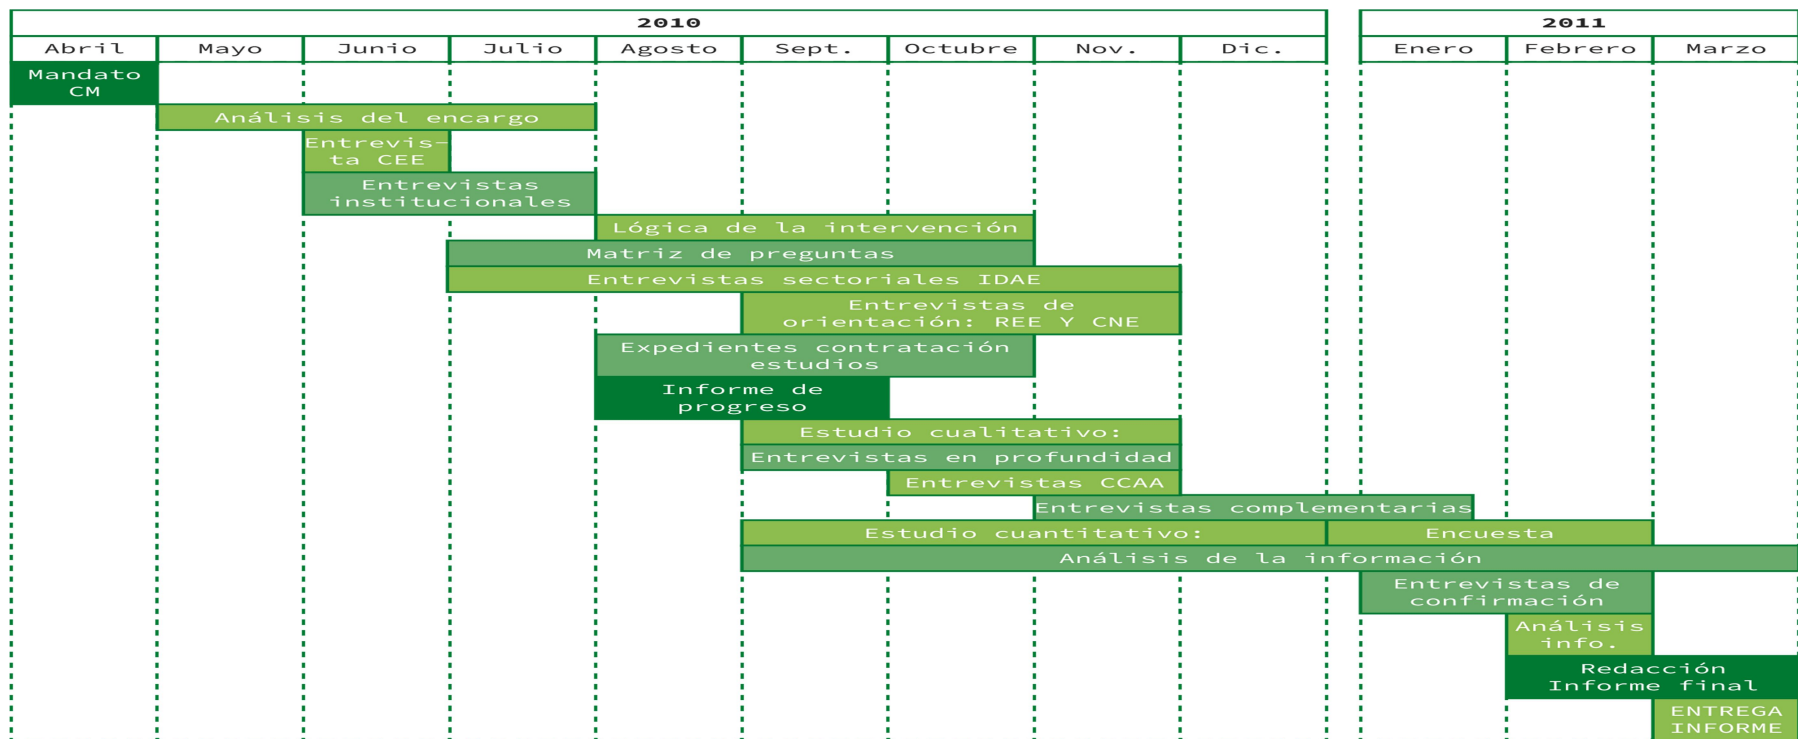 2010 2011
Abril Mayo Junio Julio Agosto Sept. Octubre Nov. Dic. Enero Febrero Marzo
Mandato
CM
Análisis del encargo
Entrevis-
ta CEE
Entrevistas
institucionales
Lógica de la intervención
Matriz de preguntas
Entrevistas sectoriales IDAE
Entrevistas de
orientación: REE Y CNE
Expedientes contratación
estudios
Informe de
progreso
Estudio cualitativo:
Entrevistas en profundidad
Entrevistas CCAA
Entrevistas complementarias
Estudio cuantitativo: Encuesta
Análisis de la información
Entrevistas de
confirmación
Análisis
info.
Redacción
Informe final
ENTREGA
INFORME